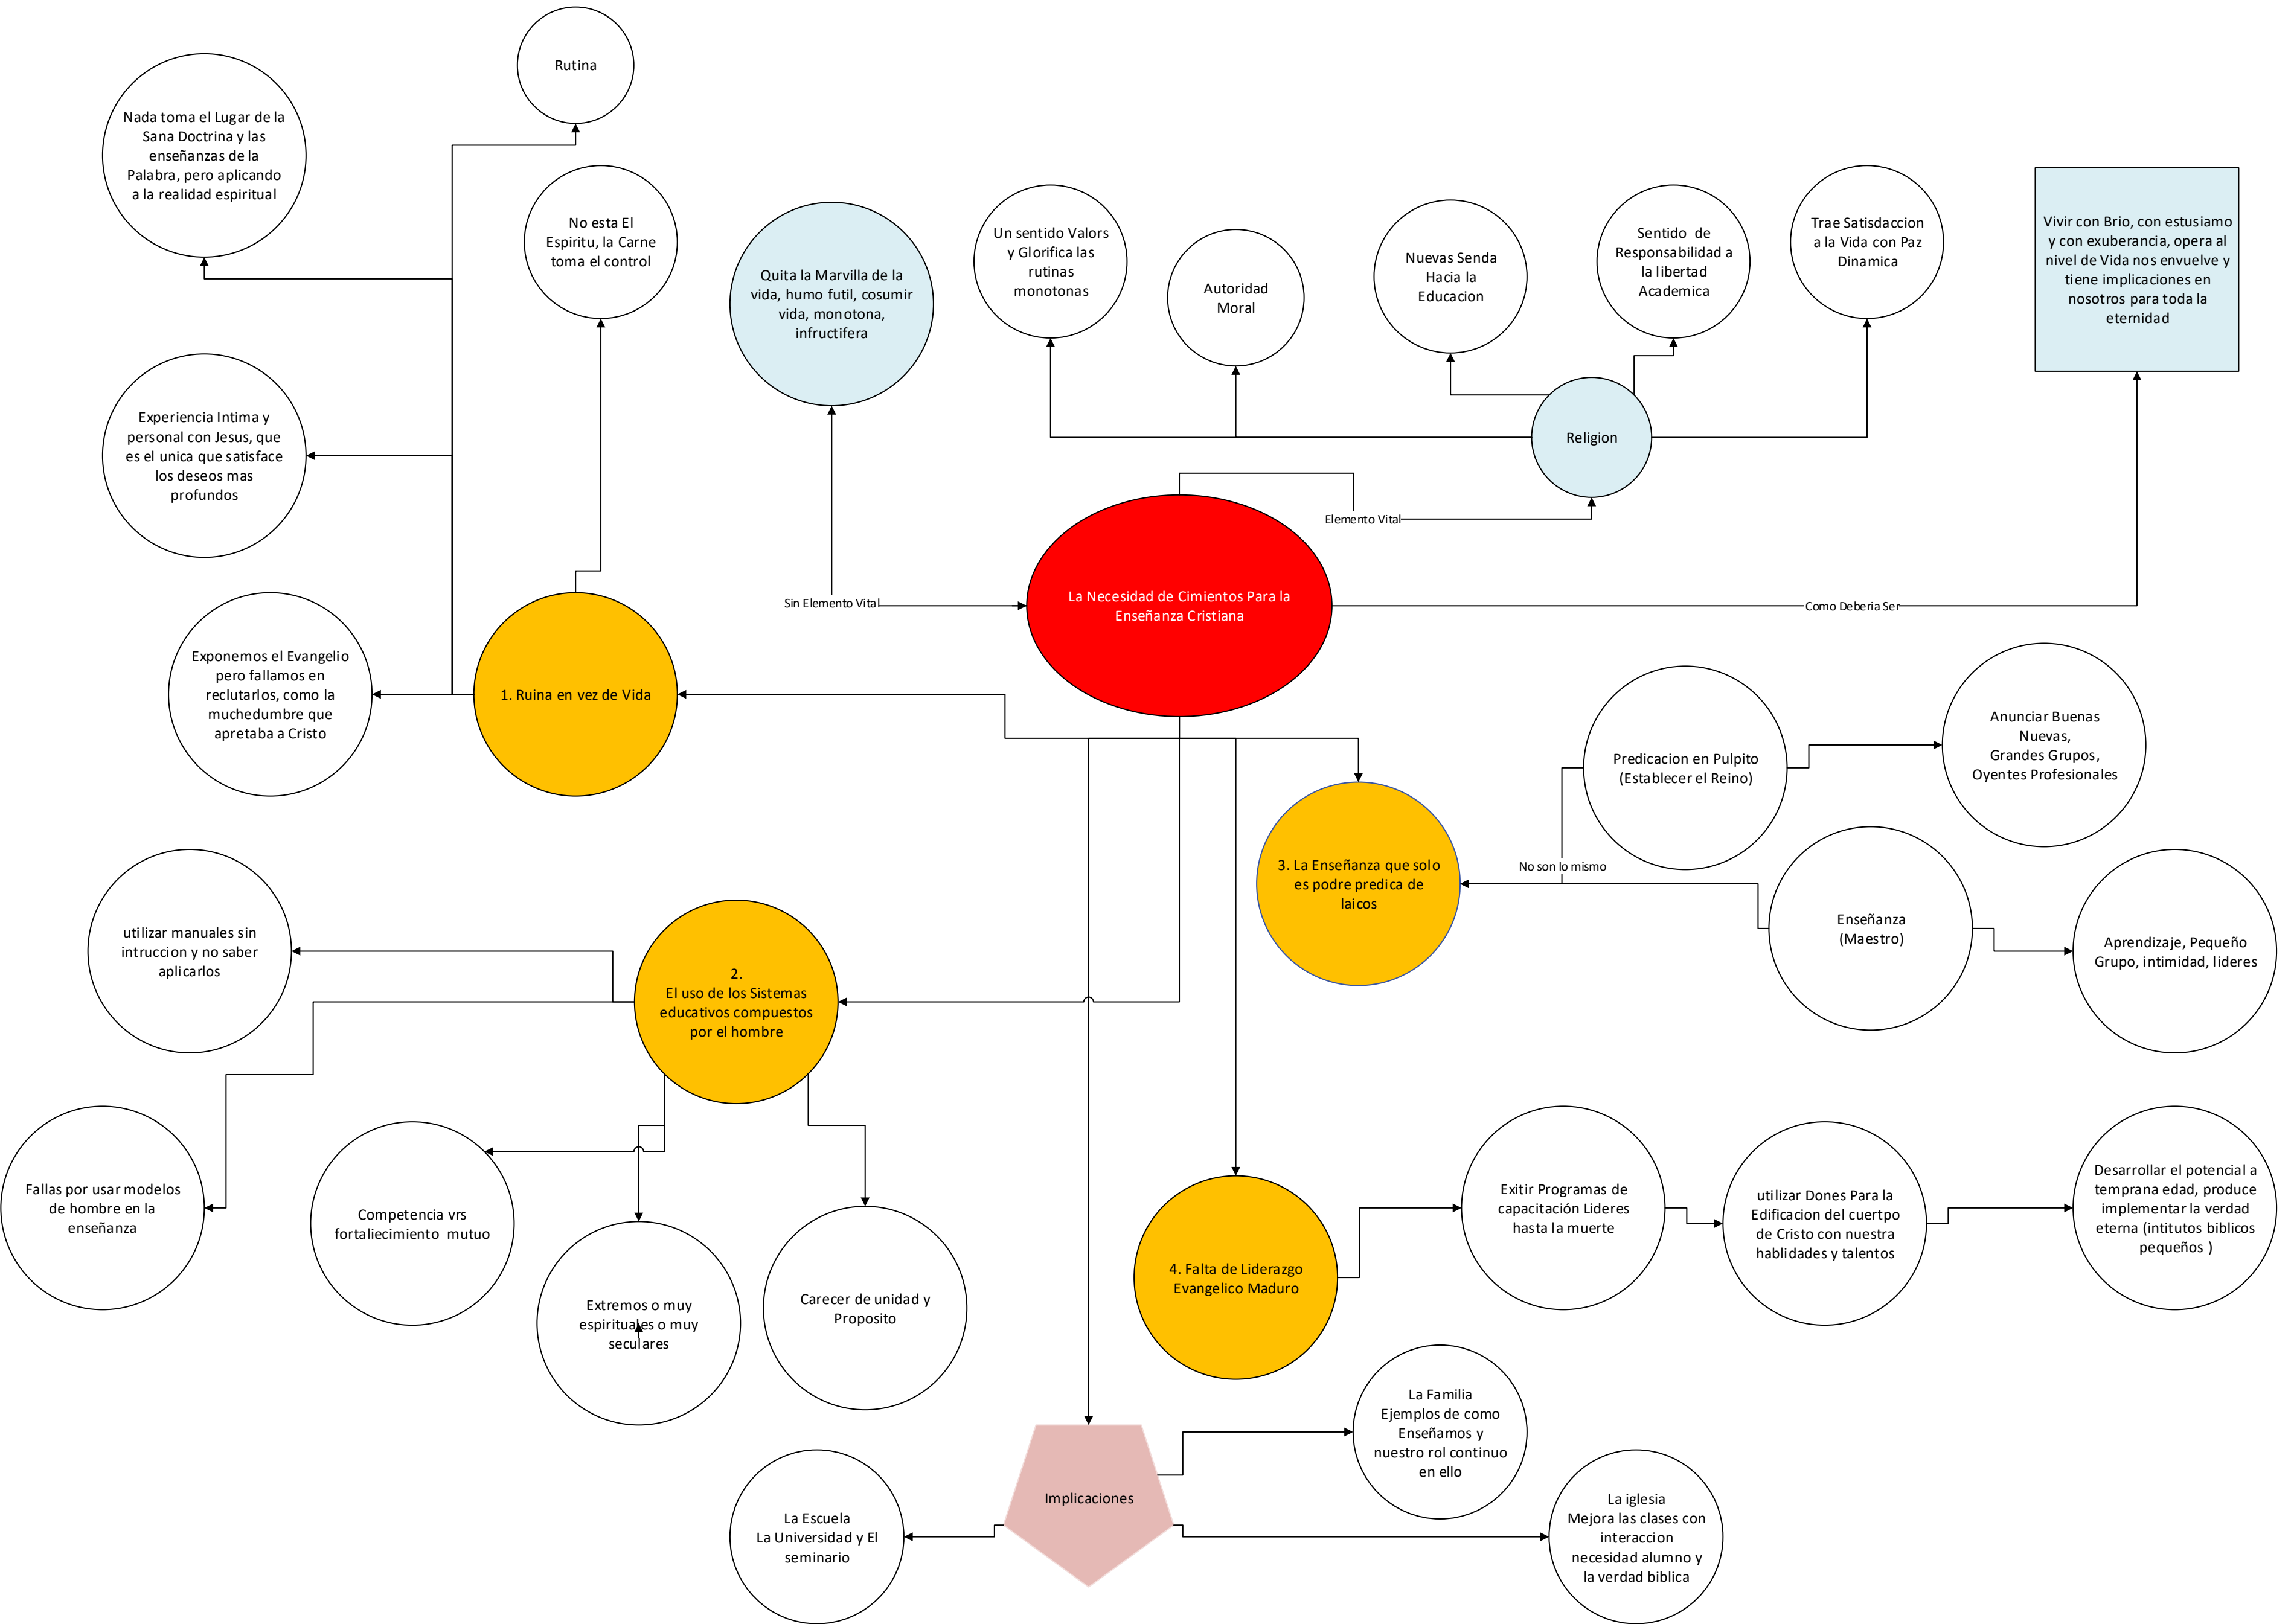 Rutina
Nada toma el Lugar de la
Sana Doctrina y las
enseñanzas de la
Palabra, pero aplicando
a la realidad espiritual
No esta El
Espiritu, la Carne
toma el control
Quita la Marvilla de la
vida, humo futil, cosumir
vida, monotona,
infructifera
Un sentido Valors
y Glorifica las
rutinas
monotonas
Autoridad
Moral
Nuevas Senda
Hacia la
Educacion
Sentido de
Responsabilidad a
la libertad
Academica
Trae Satisdaccion
a la Vida con Paz
Dinamica
Vivir con Brio, con estusiamo
y con exuberancia, opera al
nivel de Vida nos envuelve y
tiene implicaciones en
nosotros para toda la
eternidad
Experiencia Intima y
personal con Jesus, que
es el unica que satisface
los deseos mas
profundos
Religion
Elemento Vital
Sin Elemento Vital
La Necesidad de Cimientos Para la
Enseñanza Cristiana
Como Deberia Ser
Exponemos el Evangelio
pero fallamos en
reclutarlos, como la
muchedumbre que
apretaba a Cristo
1. Ruina en vez de Vida
Predicacion en Pulpito
(Establecer el Reino)
Anunciar Buenas
Nuevas,
Grandes Grupos,
Oyentes Profesionales
3. La Enseñanza que solo
es podre predica de
laicos
No son lo mismo
Enseñanza
(Maestro)
Aprendizaje, Pequeño
Grupo, intimidad, lideres
utilizar manuales sin
intruccion y no saber
aplicarlos
2.
El uso de los Sistemas
educativos compuestos
por el hombre
Fallas por usar modelos
de hombre en la
enseñanza
Competencia vrs
fortaliecimiento mutuo
Extremos o muy
espirituales o muy
seculares
Carecer de unidad y
Proposito
4. Falta de Liderazgo
Evangelico Maduro
Exitir Programas de
capacitación Lideres
hasta la muerte
utilizar Dones Para la
Edificacion del cuertpo
de Cristo con nuestra
hablidades y talentos
Desarrollar el potencial a
temprana edad, produce
implementar la verdad
eterna (intitutos biblicos
pequeños )
Implicaciones
La Familia
Ejemplos de como
Enseñamos y
nuestro rol continuo
en ello
La Escuela
La Universidad y El
seminario
La iglesia
Mejora las clases con
interaccion
necesidad alumno y
la verdad biblica